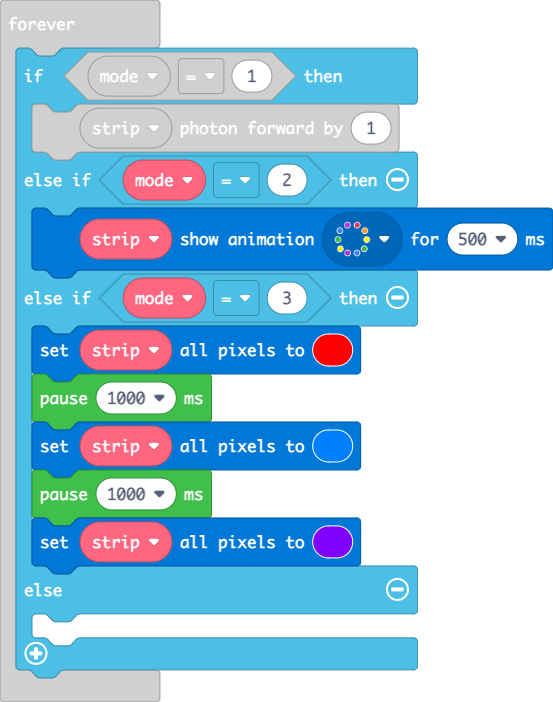 forever
if mode = 1 then
strip photon forward by 1
else if mode = 2 then
strip show animation for 500 ms
else if mode = 3 then
set strip all pixels to
pause 1000 ms
set strip all pixels to
pause 1000 ms
set strip all pixels to
else